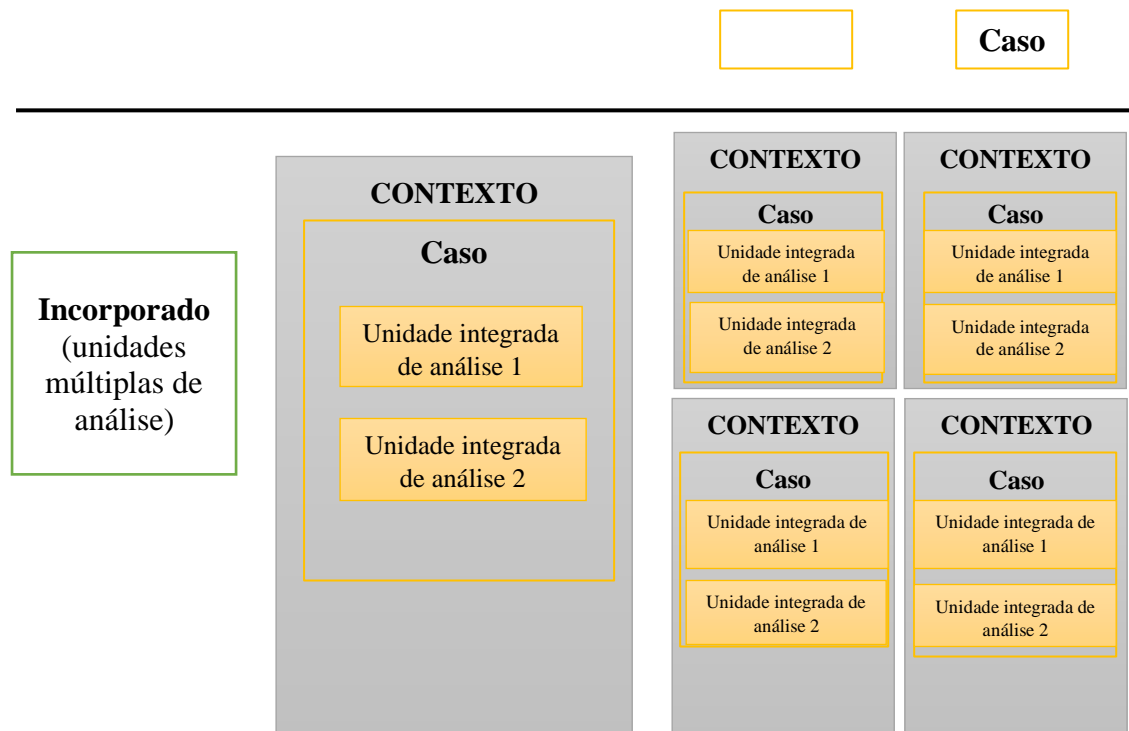 Caso
Incorporado
(unidades
múltiplas de
análise)
CONTEXTO
Caso
Unidade integrada
de análise 1
Unidade integrada
de análise 2
CONTEXTO
Caso
Unidade integrada
de análise 1
Unidade integrada
de análise 2
CONTEXTO
Caso
Unidade integrada
de análise 1
Unidade integrada
de análise 2
CONTEXTO
Caso
Unidade integrada de
análise 1
Unidade integrada de
análise 2
CONTEXTO
Caso
Unidade integrada de
análise 1
Unidade integrada de
análise 2